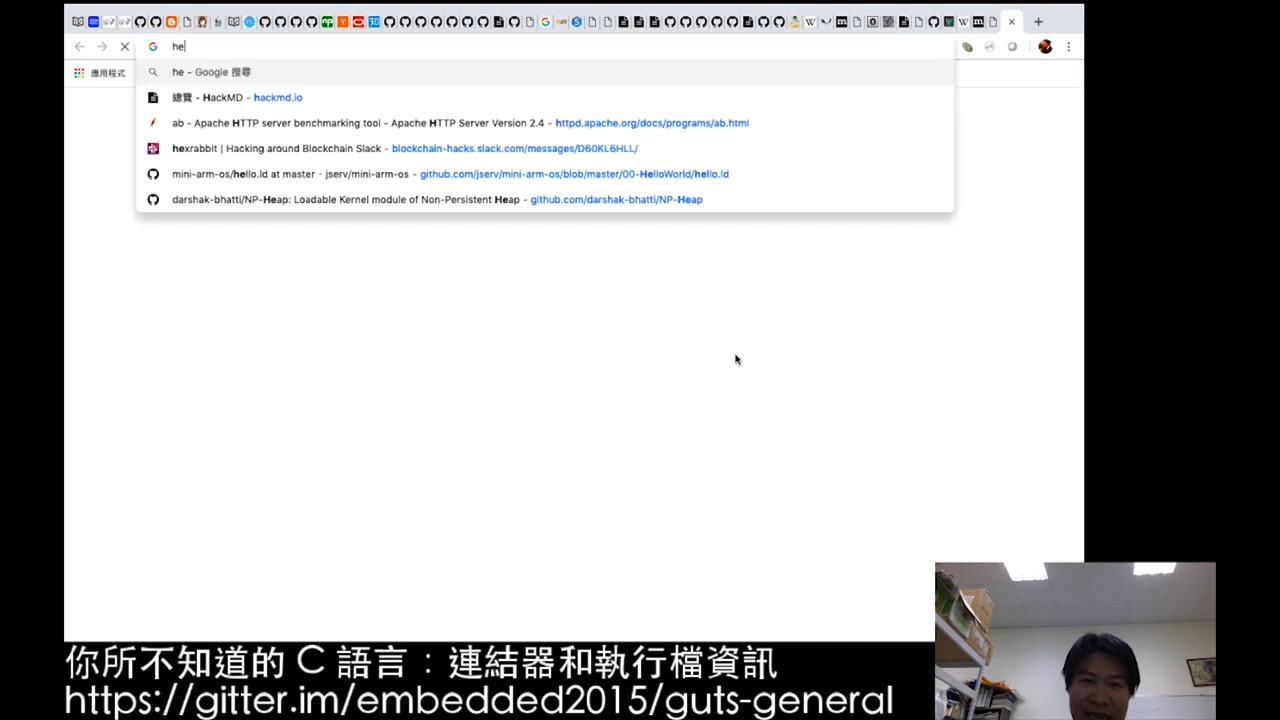 he
應用程式
he - Google 搜尋
總覽 - HackMD - hackmd.io
ab - Apache HTTP server benchmarking tool - Apache HTTP Server Version 2.4 - httpd.apache.org/docs/programs/ab.html
hexrabbit | Hacking around Blockchain Slack - blockchain-hacks.slack.com/messages/D60KL6HLL/
mini-arm-os/hello.ld at master · jserv/mini-arm-os - github.com/jserv/mini-arm-os/blob/master/00-HelloWorld/hello.ld
darshak-bhatti/NP-Heap: Loadable Kernel module of Non-Persistent Heap - github.com/darshak-bhatti/NP-Heap
你所不知道的 C 語言：連結器和執行檔資訊
https://gitter.im/embedded2015/guts-general